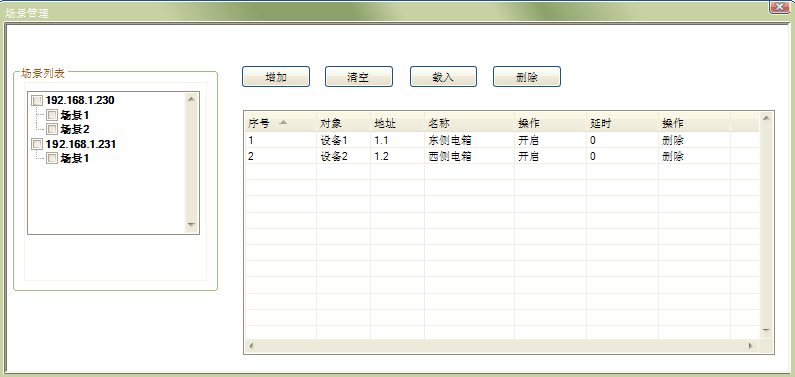 场景管理
场景列表
192.168.1.230
场景1
场景2
192.168.1.231
场景1
增加 清空 载入 删除
序号 对象 地址 名称 操作 延时 操作
1 设备1 1.1 东侧电箱 开启 0 删除
2 设备2 1.2 西侧电箱 开启 0 删除